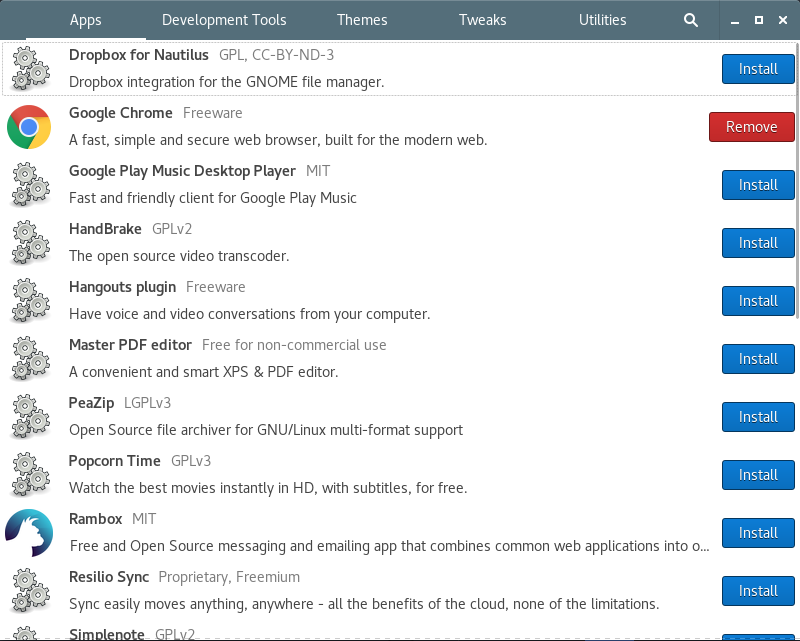 Apps Development Tools Themes Tweaks Utilities
Dropbox for Nautilus GPL, CC-BY-ND-3
Dropbox integration for the GNOME file manager.
Install
Google Chrome Freeware
A fast, simple and secure web browser, built for the modern web.
Remove
Google Play Music Desktop Player MIT
Fast and friendly client for Google Play Music
Install
HandBrake GPLv2
The open source video transcoder.
Install
Hangouts plugin Freeware
Have voice and video conversations from your computer.
Install
Master PDF editor Free for non-commercial use
A convenient and smart XPS & PDF editor.
Install
PeaZip LGPLv3
Open Source file archiver for GNU/Linux multi-format support
Install
Popcorn Time GPLv3
Watch the best movies instantly in HD, with subtitles, for free.
Install
Rambox MIT
Free and Open Source messaging and emailing app that combines common web applications into o...
Install
Resilio Sync Proprietary, Freemium
Sync easily moves anything, anywhere - all the benefits of the cloud, none of the limitations.
Install
Simplenote GPLv2